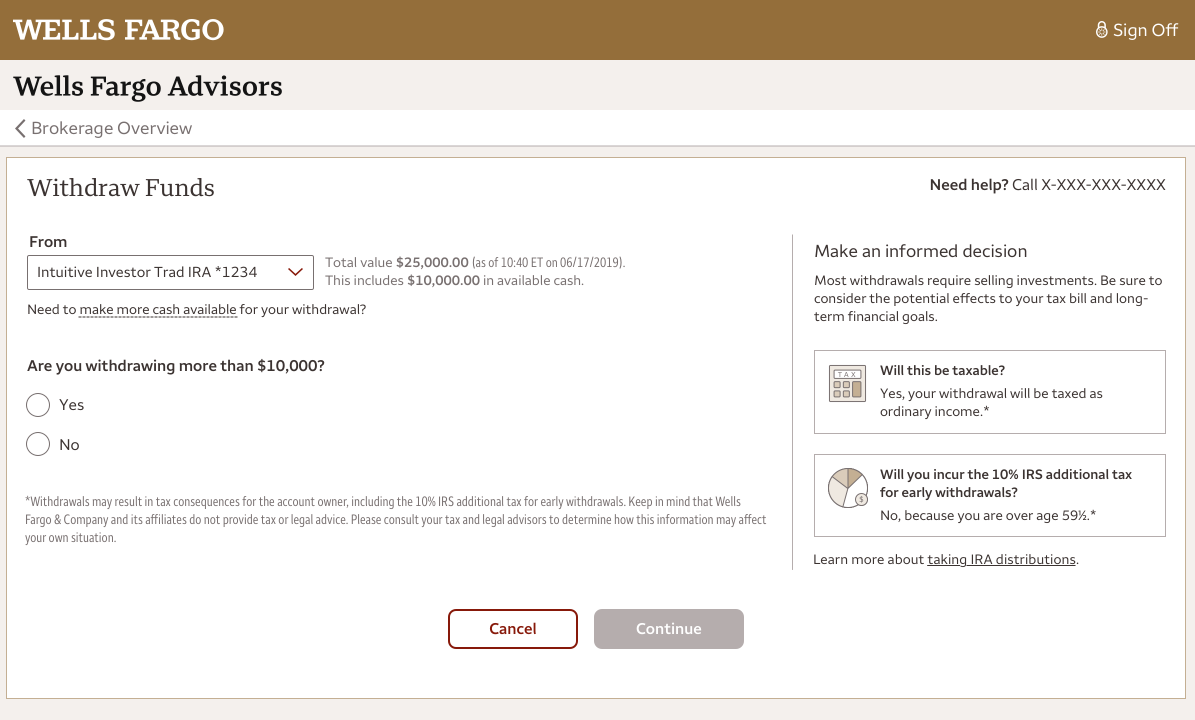 WELLS FARGO
Sign Off
Wells Fargo Advisors
Brokerage Overview
Withdraw Funds
Need help? Call X-XXX-XXX-XXXX
From
Intuitive Investor Trad IRA *1234
Total value $25,000.00 (as of 10:40 ET on 06/17/2019).
This includes $10,000.00 in available cash.
Need to make more cash available for your withdrawal?
Are you withdrawing more than $10,000?
Yes
No
*Withdrawals may result in tax consequences for the account owner, including the 10% IRS additional tax for early withdrawals. Keep in mind that Wells
Fargo & Company and its affiliates do not provide tax or legal advice. Please consult your tax and legal advisors to determine how this information may affect
your own situation.
Make an informed decision
Most withdrawals require selling investments. Be sure to
consider the potential effects to your tax bill and long-
term financial goals.
TAX
Will this be taxable?
Yes, your withdrawal will be taxed as
ordinary income.*
$
Will you incur the 10% IRS additional tax
for early withdrawals?
No, because you are over age 59½.*
Learn more about taking IRA distributions.
Cancel
Continue